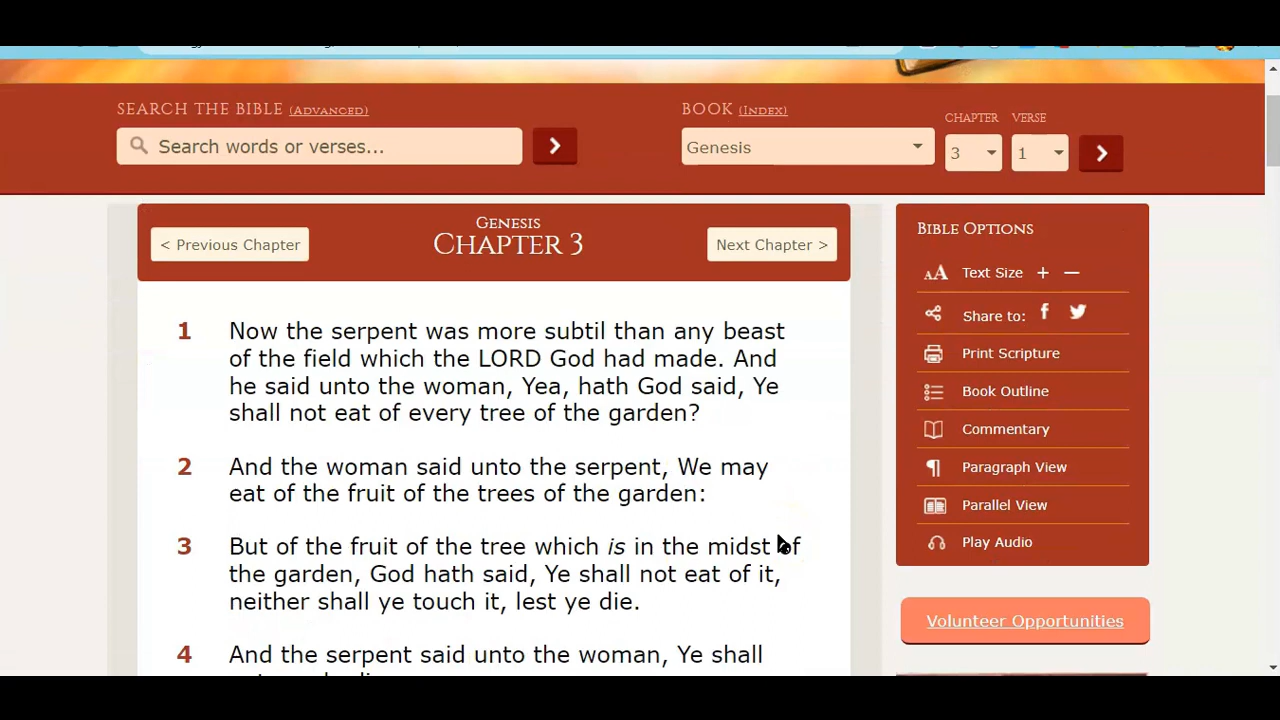 SEARCH THE BIBLE (ADVANCED)
BOOK (INDEX)
CHAPTER
VERSE
Search words or verses...
Genesis
3
1
GENESIS
CHAPTER 3
< Previous Chapter
Next Chapter >
1 Now the serpent was more subtil than any beast
of the field which the LORD God had made. And
he said unto the woman, Yea, hath God said, Ye
shall not eat of every tree of the garden?
2 And the woman said unto the serpent, We may
eat of the fruit of the trees of the garden:
3 But of the fruit of the tree which is in the midst of
the garden, God hath said, Ye shall not eat of it,
neither shall ye touch it, lest ye die.
4 And the serpent said unto the woman, Ye shall
BIBLE OPTIONS
AA Text Size + −
Share to: f
Print Scripture
Book Outline
Commentary
¶ Paragraph View
Parallel View
Play Audio
Volunteer Opportunities